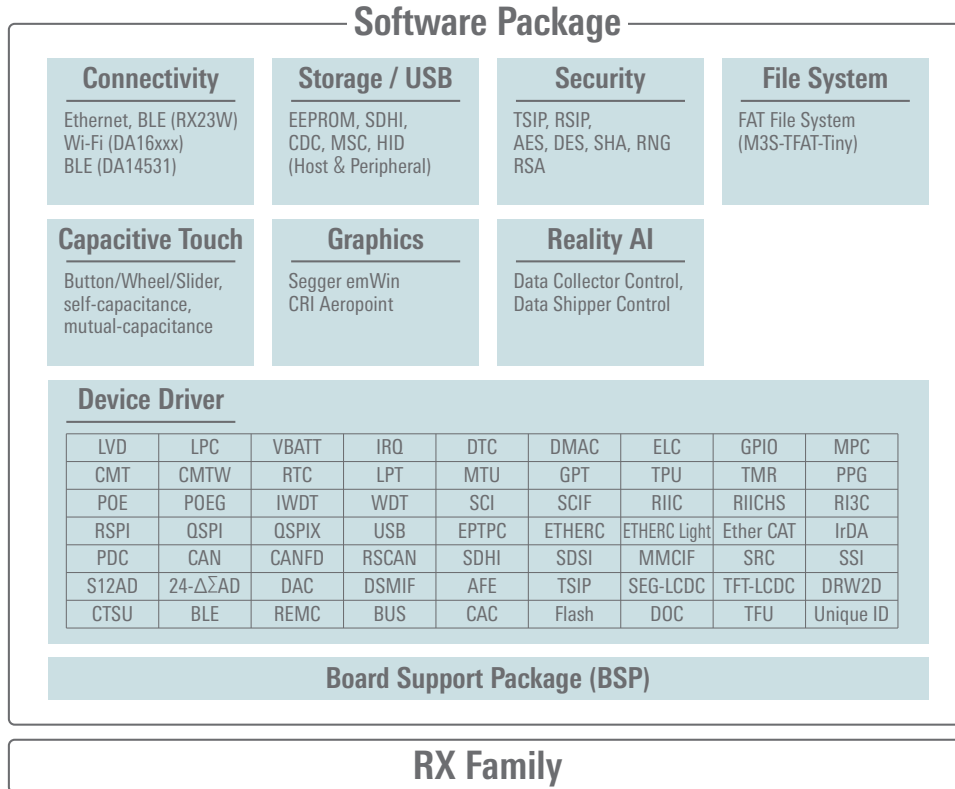 Software Package
Connectivity
Ethernet, BLE (RX23W)
Wi-Fi (DA16xxx)
BLE (DA14531)
Storage / USB
EEPROM, SDHI,
CDC, MSC, HID
(Host & Peripheral)
Security
TSIP, RSIP,
AES, DES, SHA, RNG
RSA
File System
FAT File System
(M3S-TFAT-Tiny)
Capacitive Touch
Button/Wheel/Slider,
self-capacitance,
mutual-capacitance
Graphics
Segger emWin
CRI Aeropoint
Reality AI
Data Collector Control,
Data Shipper Control
Device Driver
LVD LPC VBATT IRQ DTC DMAC ELC GPIO MPC
CMT CMTW RTC LPT MTU GPT TPU TMR PPG
POE POEG IWDT WDT SCI SCIF RIIC RIICHS RI3C
RSPI QSPI QSPIX USB EPTPC ETHERC ETHERC Light Ether CAT IrDA
PDC CAN CANFD RSCAN SDHI SDSI MMCIF SRC SSI
S12AD 24-ΔΣAD DAC DSMIF AFE TSIP SEG-LCDC TFT-LCDC DRW2D
CTSU BLE REMC BUS CAC Flash DOC TFU Unique ID
Board Support Package (BSP)
RX Family